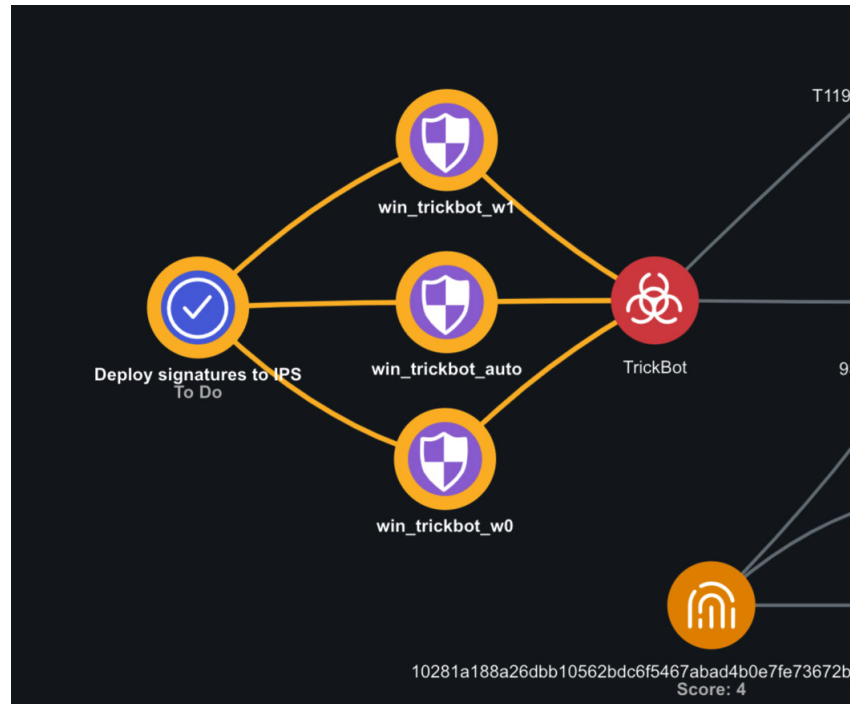 T119
win_trickbot_w1
Deploy signatures to IPS
To Do
win_trickbot_auto
TrickBot
9
win_trickbot_w0
10281a188a26dbb10562bdc6f5467abad4b0e7fe73672b
Score: 4